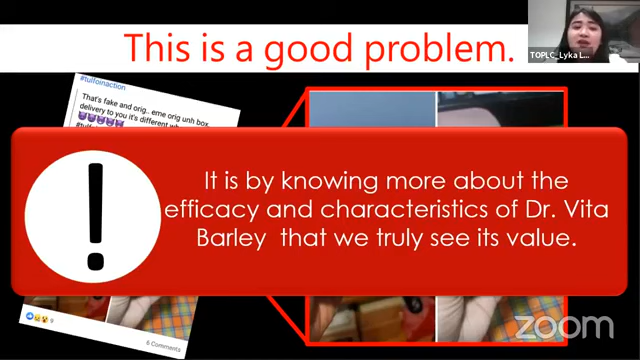 This is a good problem.
TOPLC_Lyka L...
#tulfoinaction
That's fake and orig.. eme orig unh box
delivery to you it's different
It is by knowing more about the
efficacy and characteristics of Dr. Vita
Barley that we truly see its value.
9
6 Comments
zoom